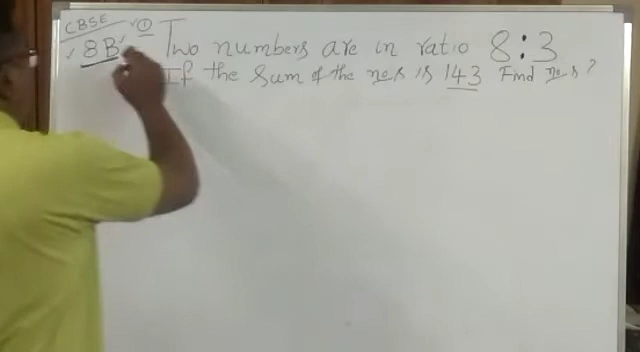 CBSE
8B
① Two numbers are in ratio 8:3
If the Sum of the no.s is 143 Find no.s?